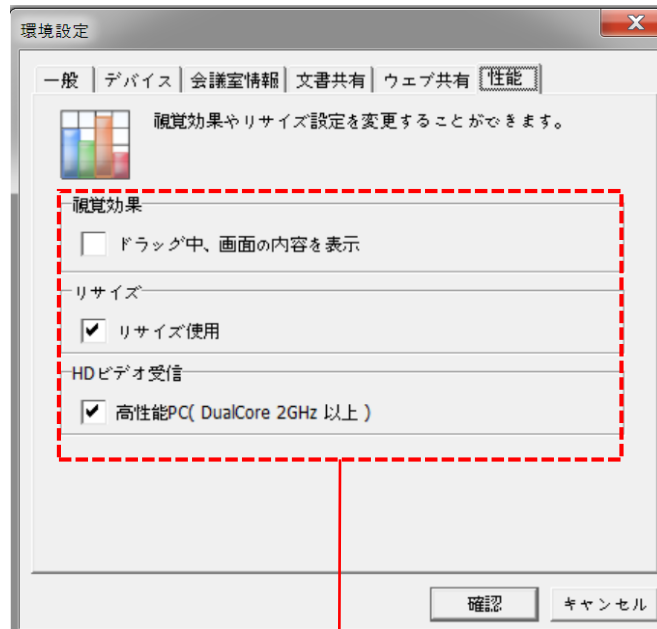 環境設定
一般 デバイス 会議室情報 文書共有 ウェブ共有 性能
視覚効果やリサイズ設定を変更することができます。
視覚効果
ドラッグ中、画面の内容を表示
リサイズ
リサイズ使用
HDビデオ受信
高性能PC( DualCore 2GHz 以上 )
確認 キャンセル